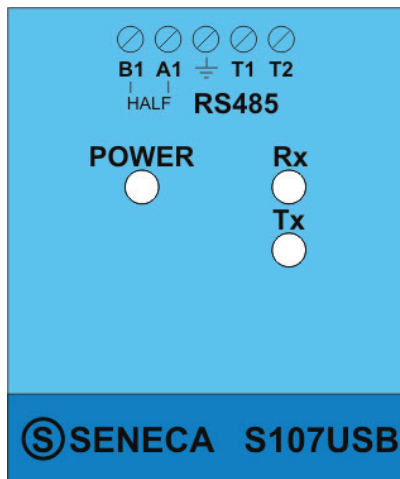 B1 A1 T1 T2
HALF RS485
POWER Rx
Tx
S SENECA S107USB